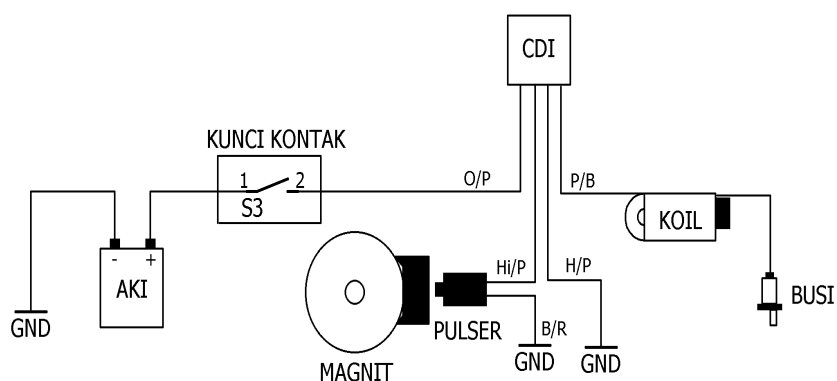 CDI
KUNCI KONTAK
1 2
S3
O/P
P/B
KOIL
- +
AKI
GND
Hi/P
H/P
BUSI
PULSER
B/R
MAGNIT
GND
GND